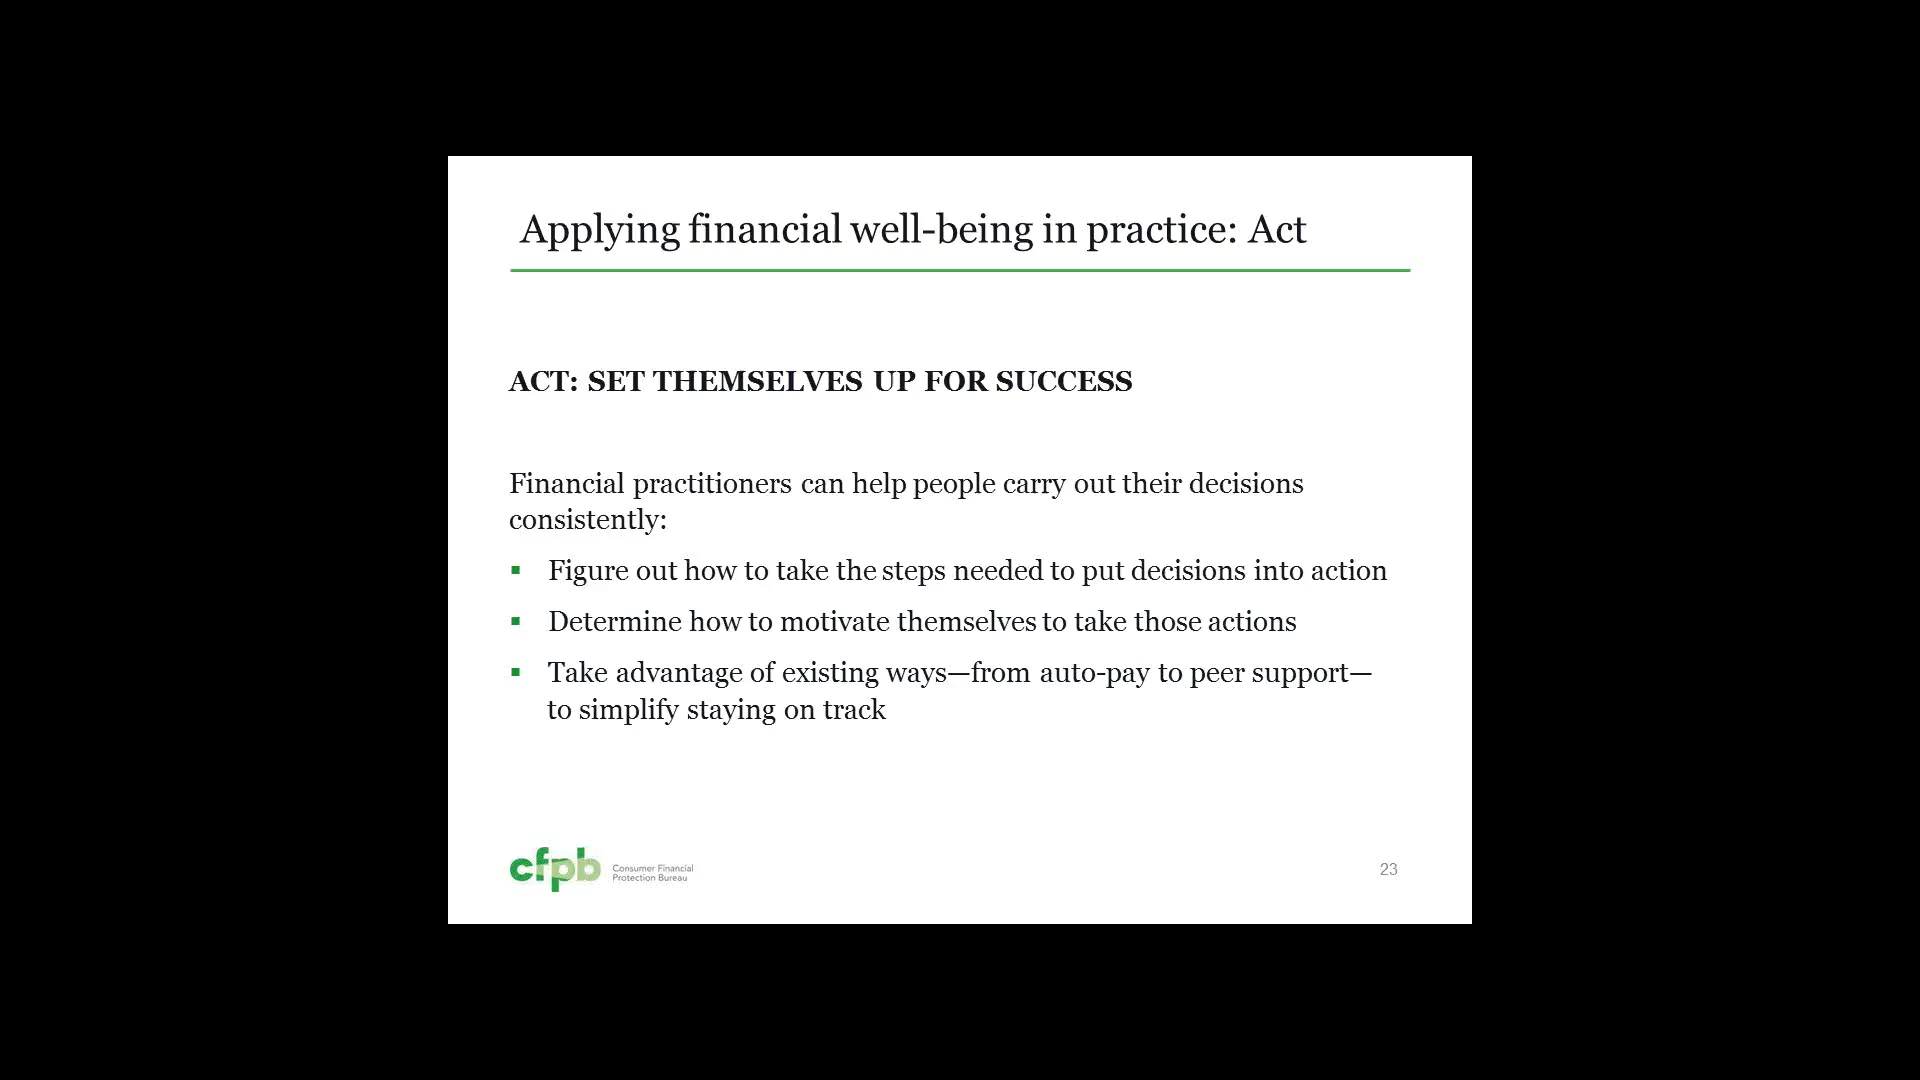 Applying financial well-being in practice: Act
ACT: SET THEMSELVES UP FOR SUCCESS
Financial practitioners can help people carry out their decisions
consistently:
▪ Figure out how to take the steps needed to put decisions into action
▪ Determine how to motivate themselves to take those actions
▪ Take advantage of existing ways—from auto-pay to peer support—
to simplify staying on track
cfpb
Consumer Financial
Protection Bureau
23